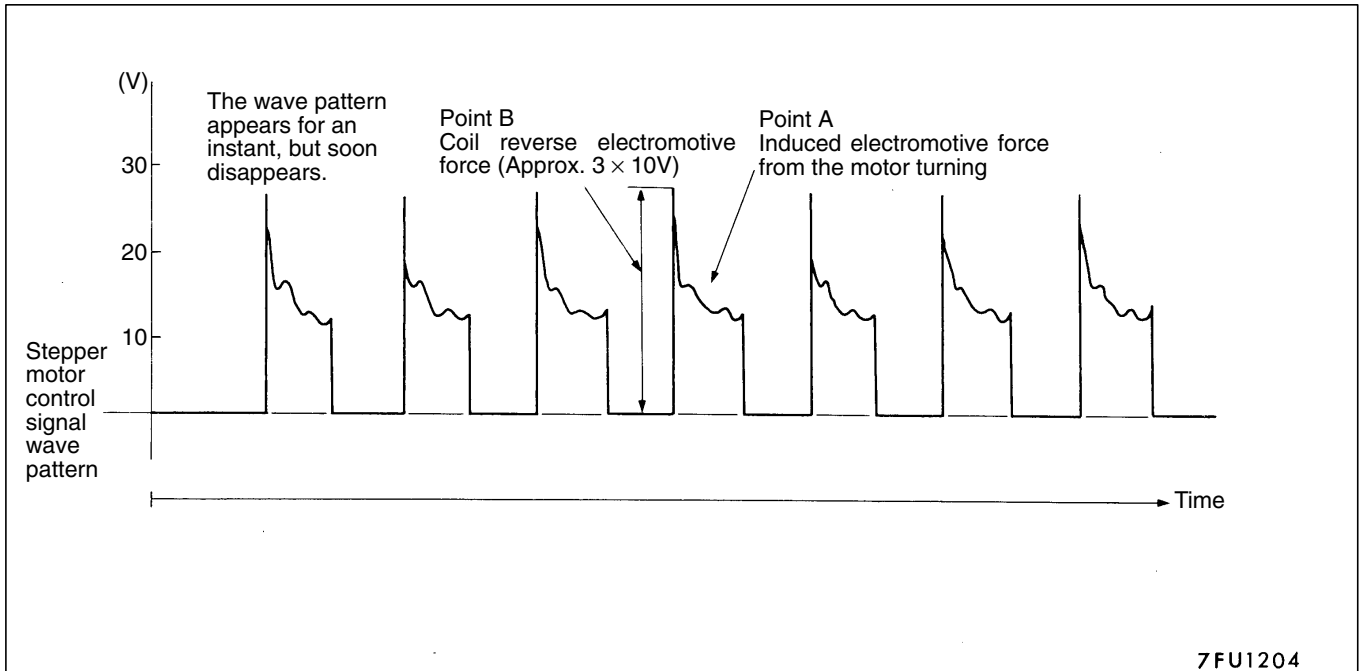 (V)
The wave pattern
appears for an
instant, but soon
disappears.
Point B
Coil reverse electromotive
force (Approx. 3 × 10V)
Point A
Induced electromotive force
from the motor turning
30
20
10
Stepper
motor
control
signal
wave
pattern
Time
7FU1204